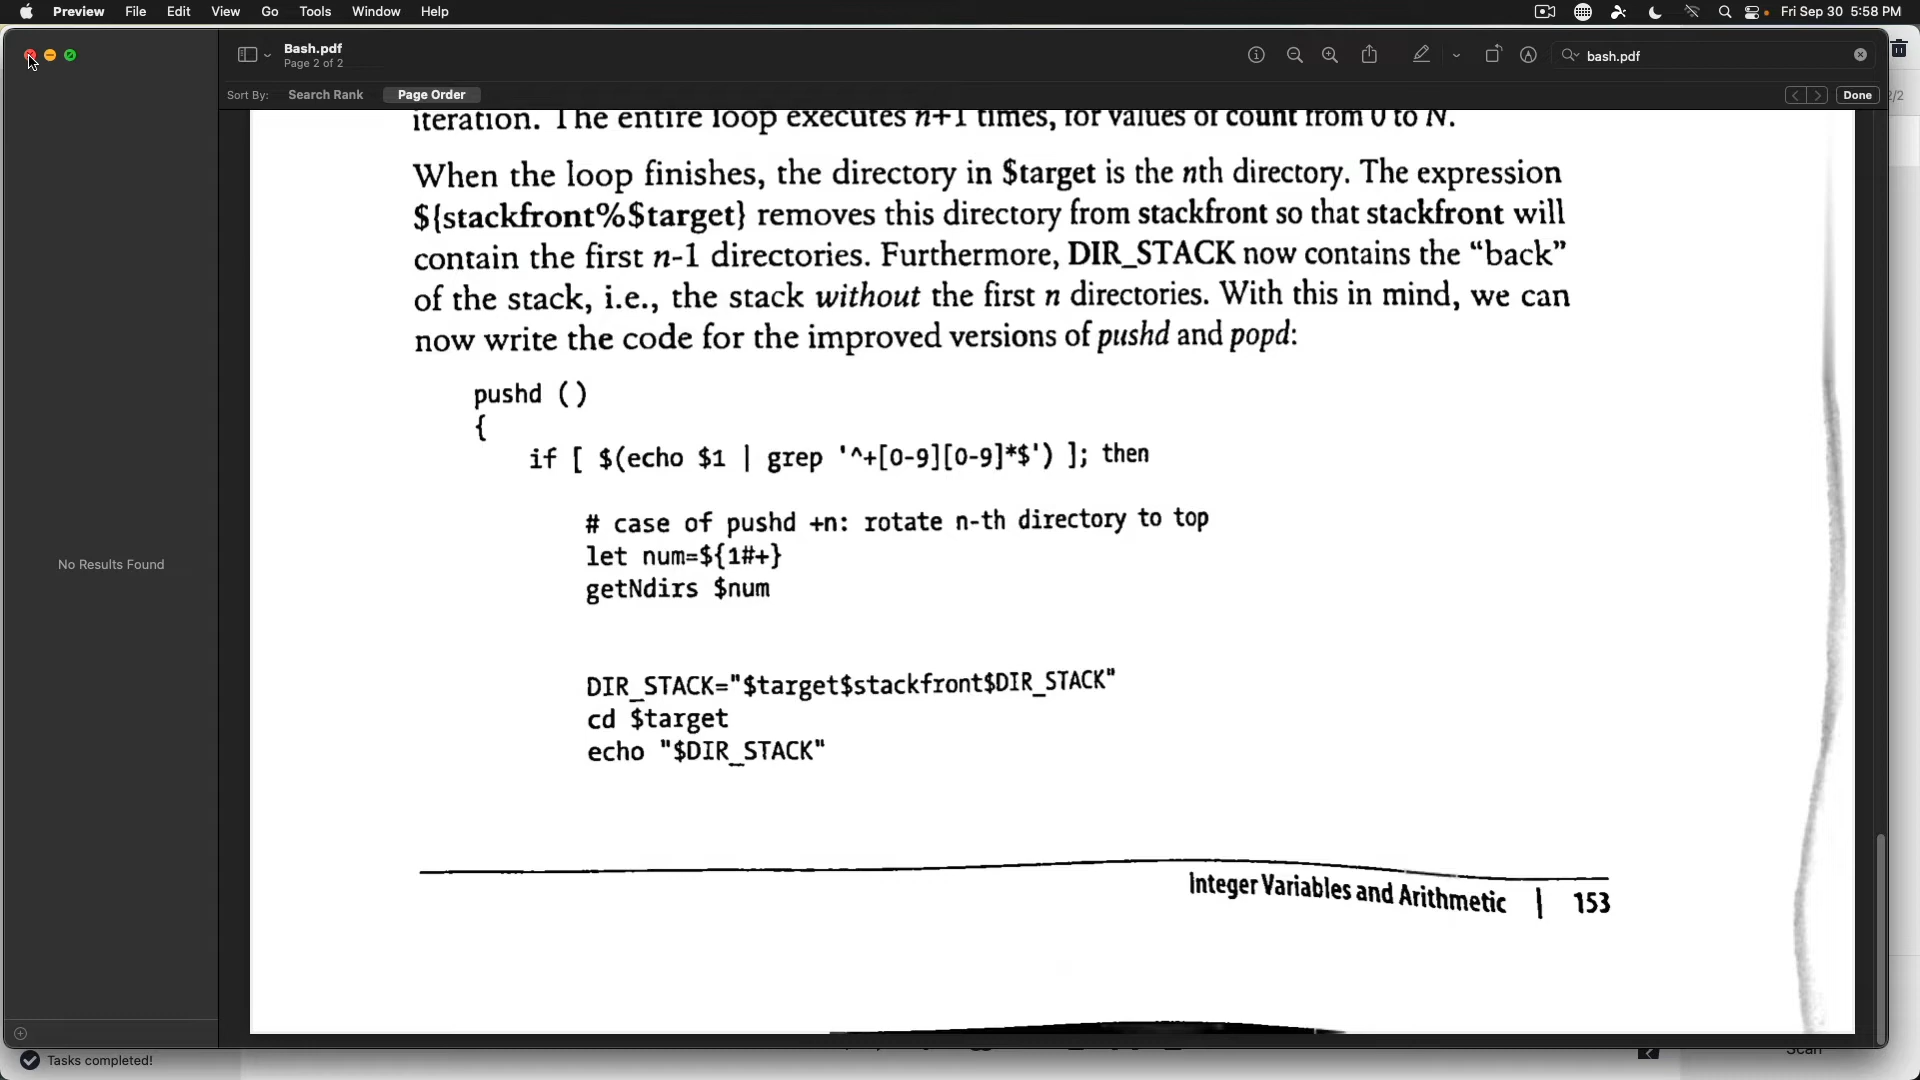 Preview File Edit View Go Tools Window Help
Fri Sep 30 5:58 PM
Bash.pdf
Page 2 of 2
bash.pdf
Sort By: Search Rank Page Order
Done
2/2
No Results Found
iteration. The entire loop executes n+1 times, for values of count from 0 to N.
When the loop finishes, the directory in $target is the nth directory. The expression
${stackfront%$target} removes this directory from stackfront so that stackfront will
contain the first n-1 directories. Furthermore, DIR_STACK now contains the “back”
of the stack, i.e., the stack without the first n directories. With this in mind, we can
now write the code for the improved versions of pushd and popd:
pushd ()
{
if [ $(echo $1 | grep '^+[0-9][0-9]*$') ]; then
# case of pushd +n: rotate n-th directory to top
let num=${1#+}
getNdirs $num
DIR_STACK="$target$stackfront$DIR_STACK"
cd $target
echo "$DIR_STACK"
Integer Variables and Arithmetic | 153
Tasks completed!
Scan